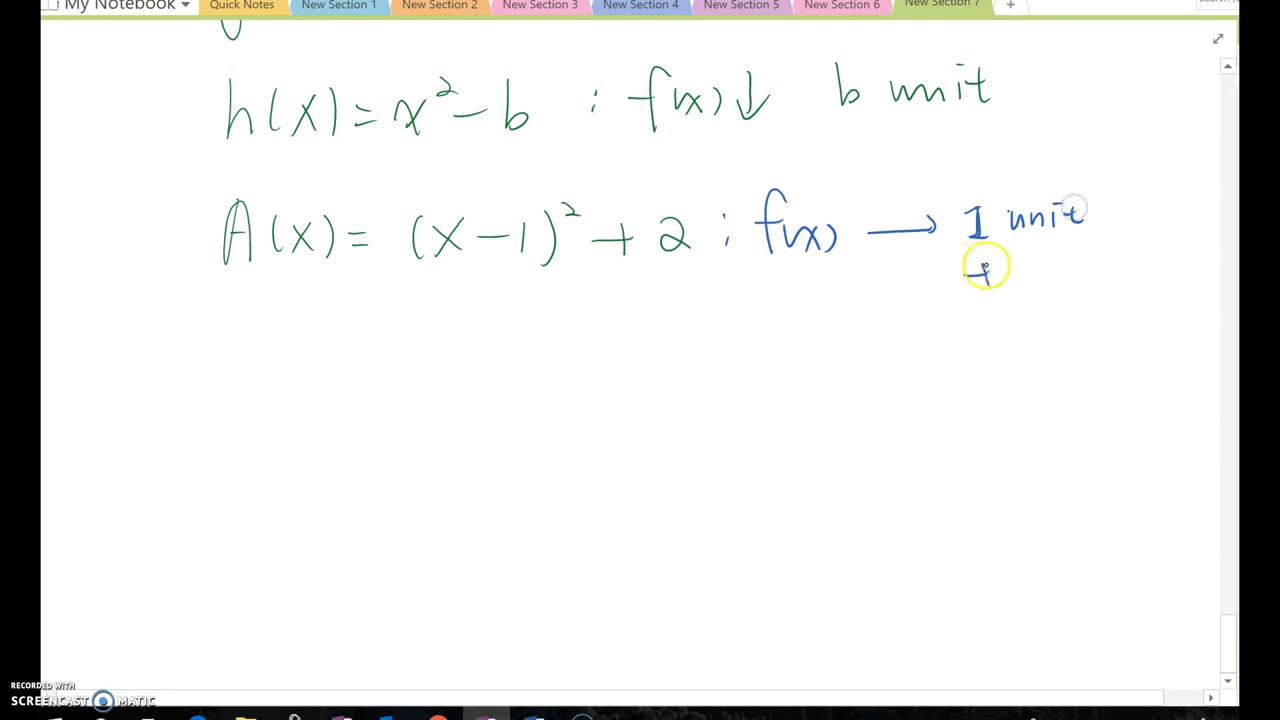 My Notebook Quick Notes New Section 1 New Section 2 New Section 3 New Section 4 New Section 5 New Section 6 New Section 7 +
h(x) = x² - b : f(x) ↓ b unit
A(x) = (x - 1)² + 2 : f(x) → 1 unit
+
RECORDED WITH
SCREENCAST MATIC